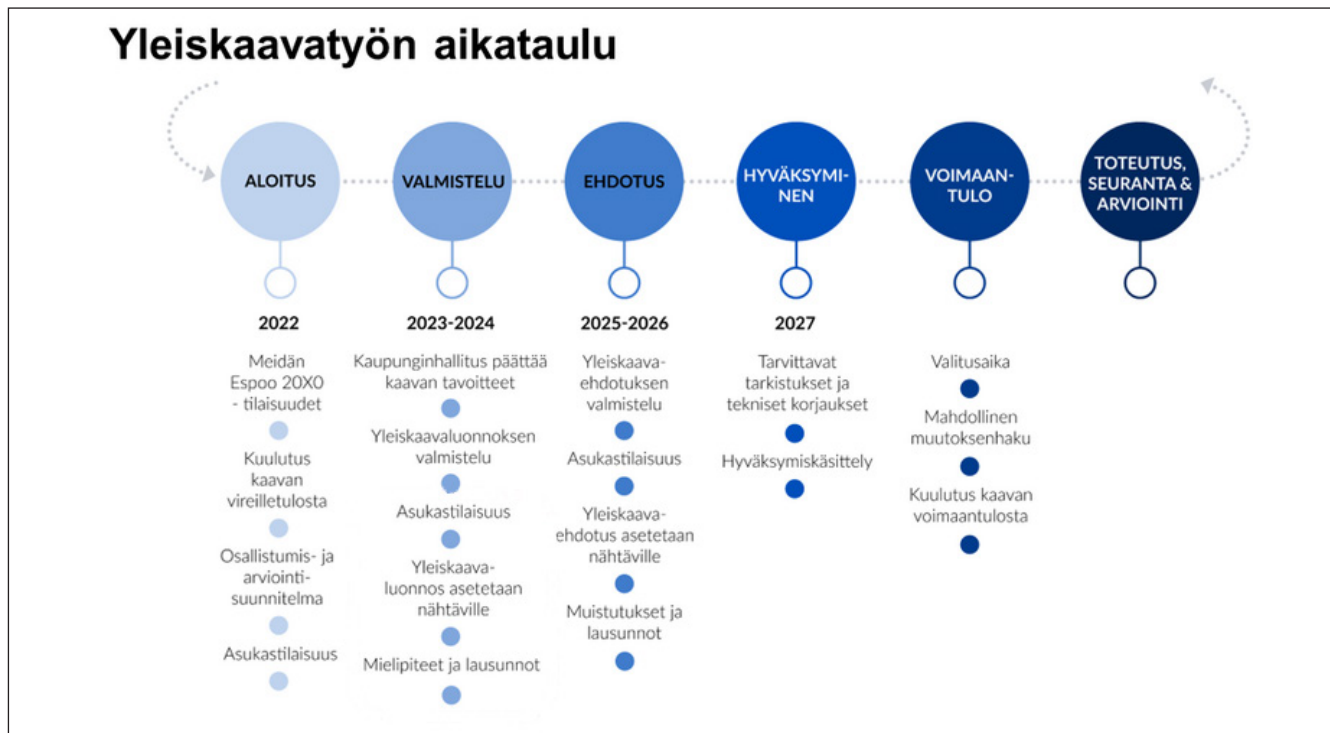 Yleiskaavatyön aikataulu
ALOITUS
VALMISTELU
EHDOTUS
HYVÄKSYMI-
NEN
VOIMAAN-
TULO
TOTEUTUS,
SEURANTA &
ARVIOINTI
2022
Meidän
Espoo 20X0
- tilaisuudet
Kuulutus
kaavan
vireilletulosta
Osallistumis- ja
arviointi-
suunnitelma
Asukastilaisuus
2023-2024
Kaupunginhallitus päättää
kaavan tavoitteet
Yleiskaavaluonnoksen
valmistelu
Asukastilaisuus
Yleiskaava-
luonnos asetetaan
nähtäville
Mielipiteet ja lausunnot
2025-2026
Yleiskaava-
ehdotuksen
valmistelu
Asukastilaisuus
Yleiskaava-
ehdotus asetetaan
nähtäville
Muistutukset ja
lausunnot
2027
Tarvittavat
tarkistukset ja
tekniset korjaukset
Hyväksymiskäsittely
Valitusaika
Mahdollinen
muutoksenhaku
Kuulutus kaavan
voimaantulosta